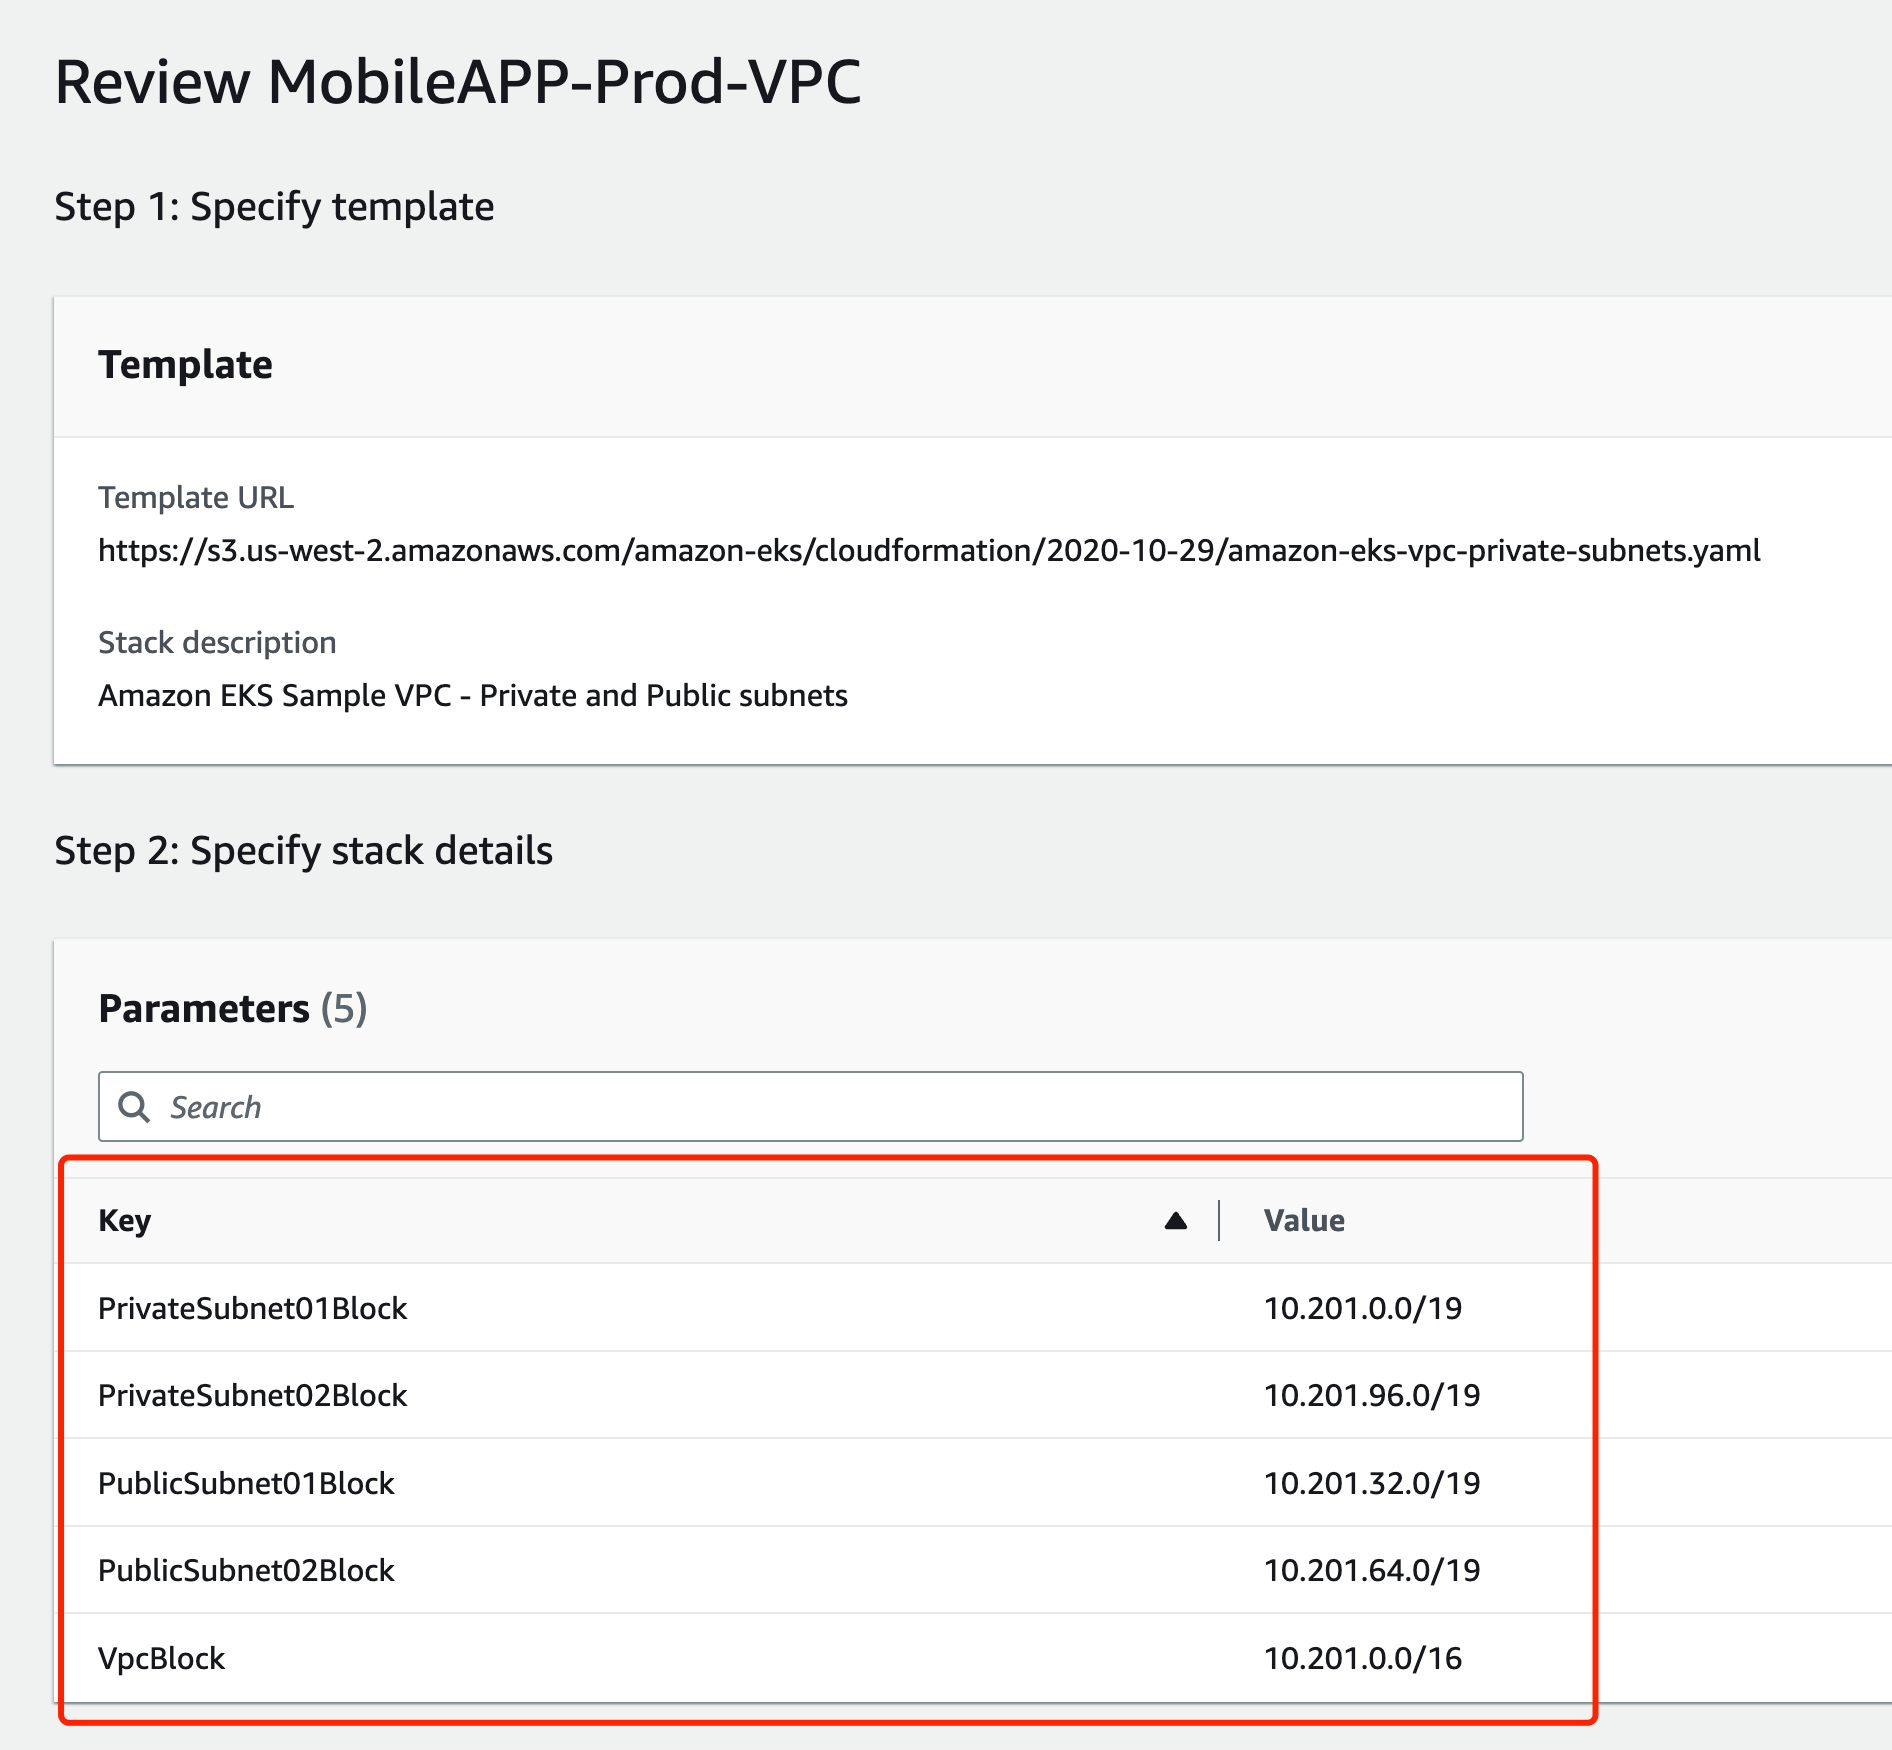 Review MobileAPP-Prod-VPC
Step 1: Specify template
Template
Template URL
https://s3.us-west-2.amazonaws.com/amazon-eks/cloudformation/2020-10-29/amazon-eks-vpc-private-subnets.yaml
Stack description
Amazon EKS Sample VPC - Private and Public subnets
Step 2: Specify stack details
Parameters (5)
Search
Key Value
PrivateSubnet01Block 10.201.0.0/19
PrivateSubnet02Block 10.201.96.0/19
PublicSubnet01Block 10.201.32.0/19
PublicSubnet02Block 10.201.64.0/19
VpcBlock 10.201.0.0/16